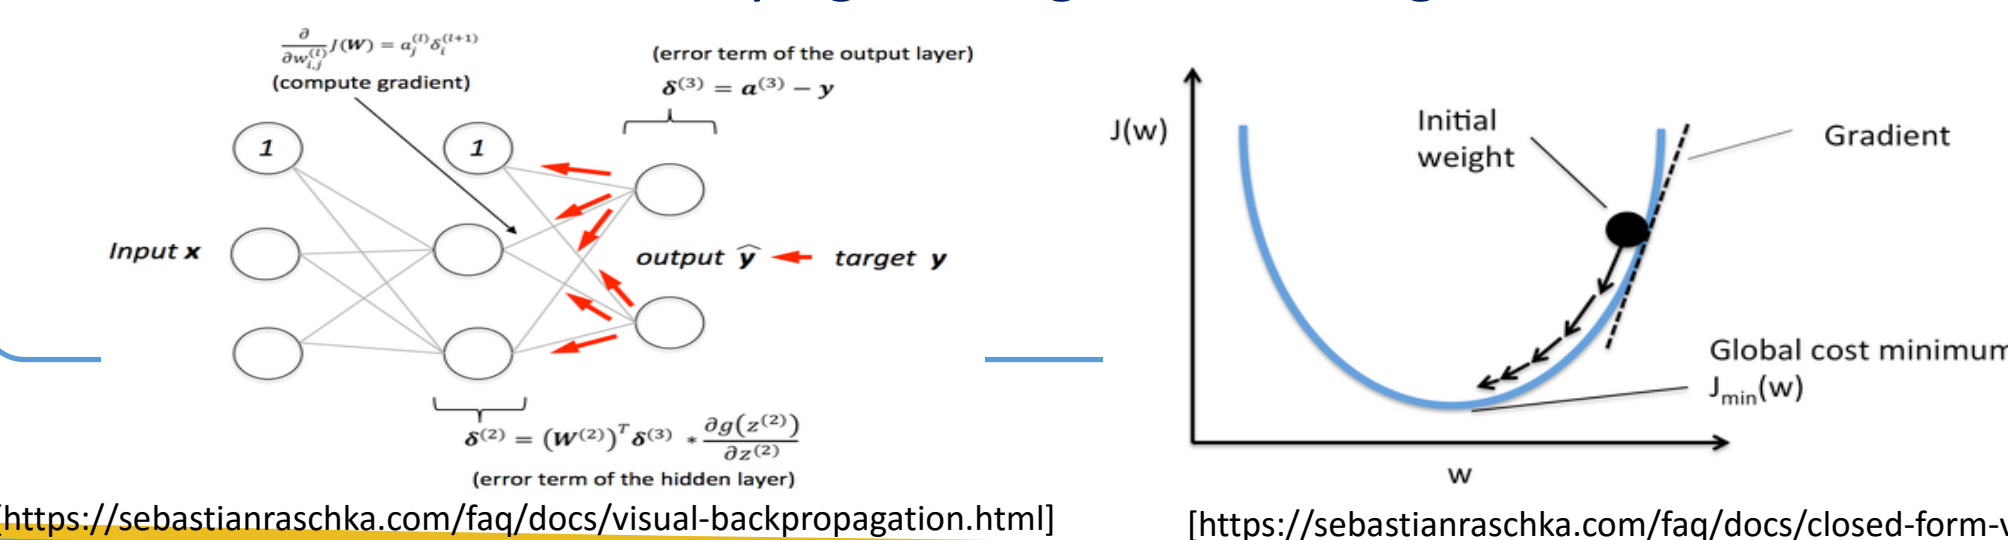 ∂/∂w_{i,j}^{(l)} J(W) = a_j^{(l)} δ_i^{(l+1)}
(compute gradient)
(error term of the output layer)
δ^{(3)} = a^{(3)} − y
1
1
Input x
output ŷ
target y
δ^{(2)} = (W^{(2)})^T δ^{(3)} * ∂g(z^{(2)})/∂z^{(2)}
(error term of the hidden layer)
https://sebastianraschka.com/faq/docs/visual-backpropagation.html]
J(w)
Initial
weight
Gradient
Global cost minimum
J_{min}(w)
w
[https://sebastianraschka.com/faq/docs/closed-form-v